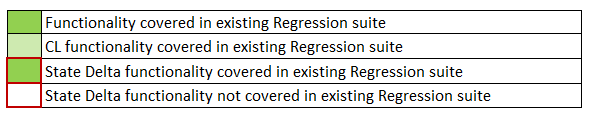 Functionality covered in existing Regression suite
CL functionality covered in existing Regression suite
State Delta functionality covered in existing Regression suite
State Delta functionality not covered in existing Regression suite